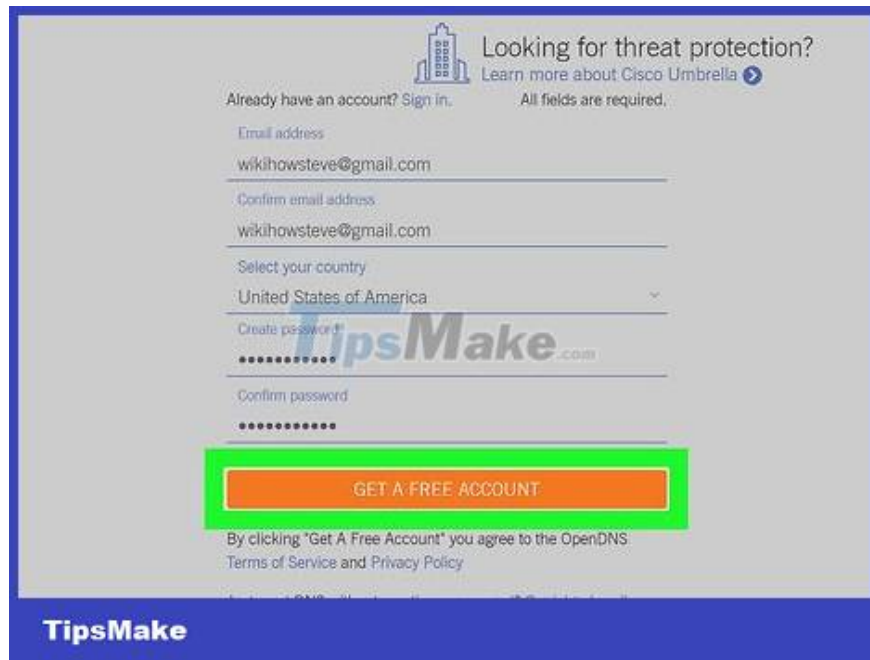 Looking for threat protection?
Learn more about Cisco Umbrella
Already have an account? Sign in. All fields are required.
Email address
wikihowsteve@gmail.com
Confirm email address
wikihowsteve@gmail.com
Select your country
United States of America
Create password
TipsMake.com
•••••••••••
Confirm password
•••••••••••
GET A FREE ACCOUNT
By clicking "Get A Free Account" you agree to the OpenDNS
Terms of Service and Privacy Policy
TipsMake